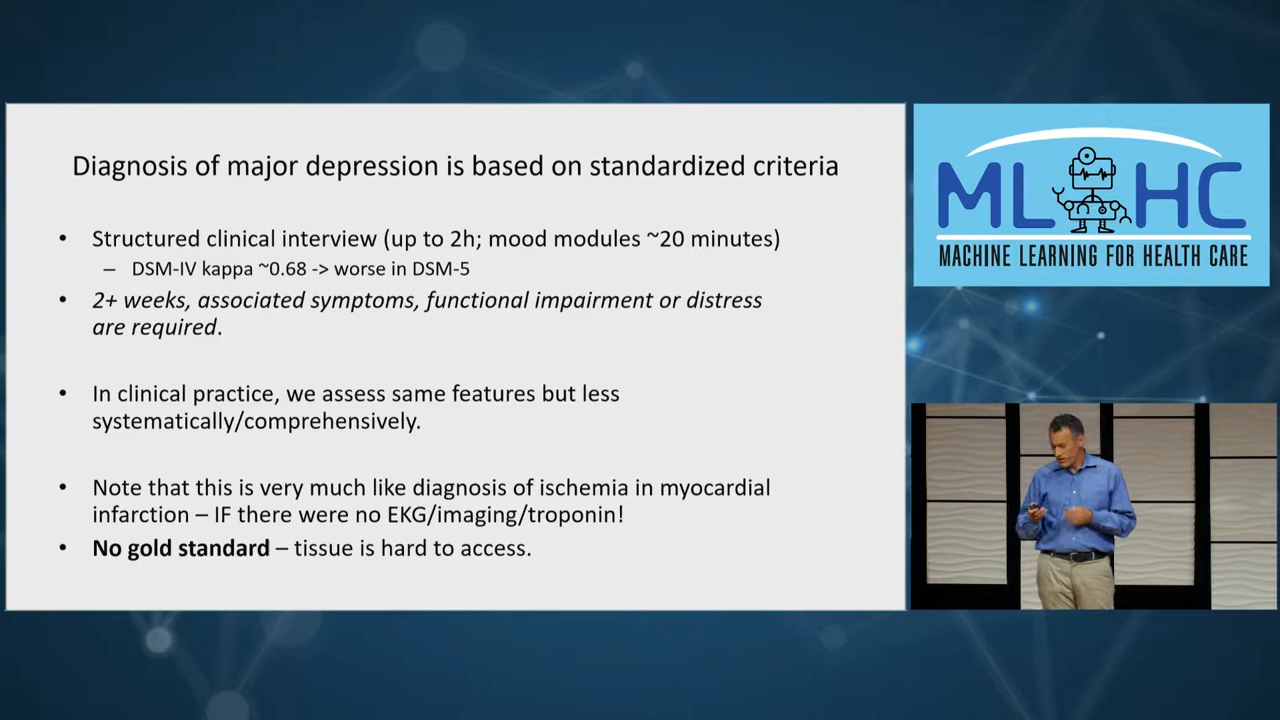 Diagnosis of major depression is based on standardized criteria
• Structured clinical interview (up to 2h; mood modules ~20 minutes)
– DSM-IV kappa ~0.68 -> worse in DSM-5
• 2+ weeks, associated symptoms, functional impairment or distress
are required.
• In clinical practice, we assess same features but less
systematically/comprehensively.
• Note that this is very much like diagnosis of ischemia in myocardial
infarction – IF there were no EKG/imaging/troponin!
• No gold standard – tissue is hard to access.
ML HC
MACHINE LEARNING FOR HEALTH CARE